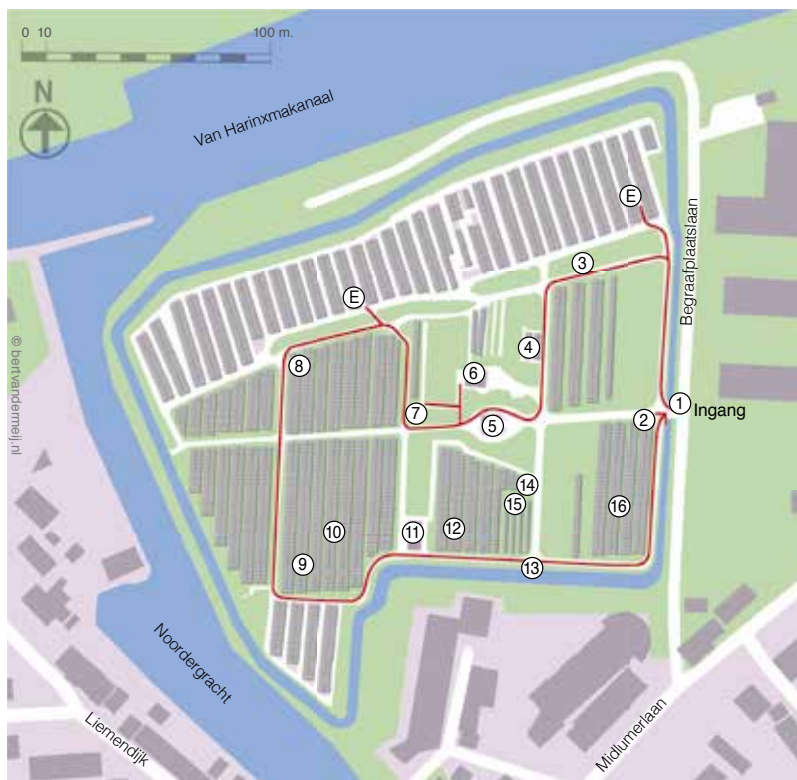 0 10 100 m.
N
Van Harinxmakanaal
E
Begraafplaatslaan
3
E
4
8
6
1
Ingang
7
2
5
© bertvandermeij.nl
14
15
16
10
11
12
9
13
Noordergracht
Liemendijk
Midlumerlaan